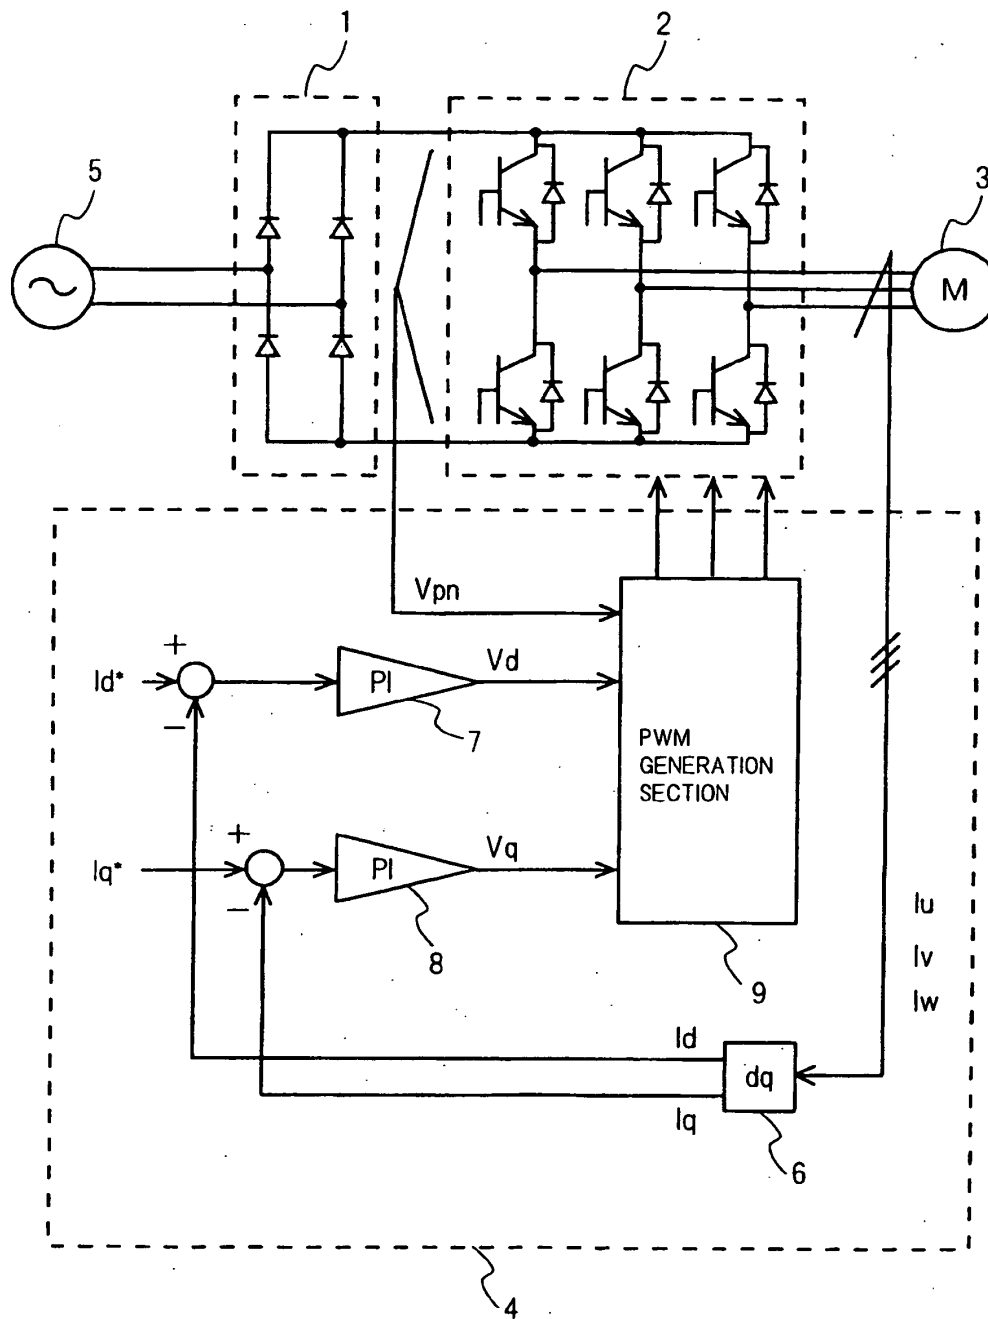 1
2
5
3
M
Vpn
+
Id*
PI
Vd
−
7
PWM
GENERATION
SECTION
+
Iq*
PI
Vq
−
8
9
Iu
Iv
Iw
Id
dq
Iq
6
4